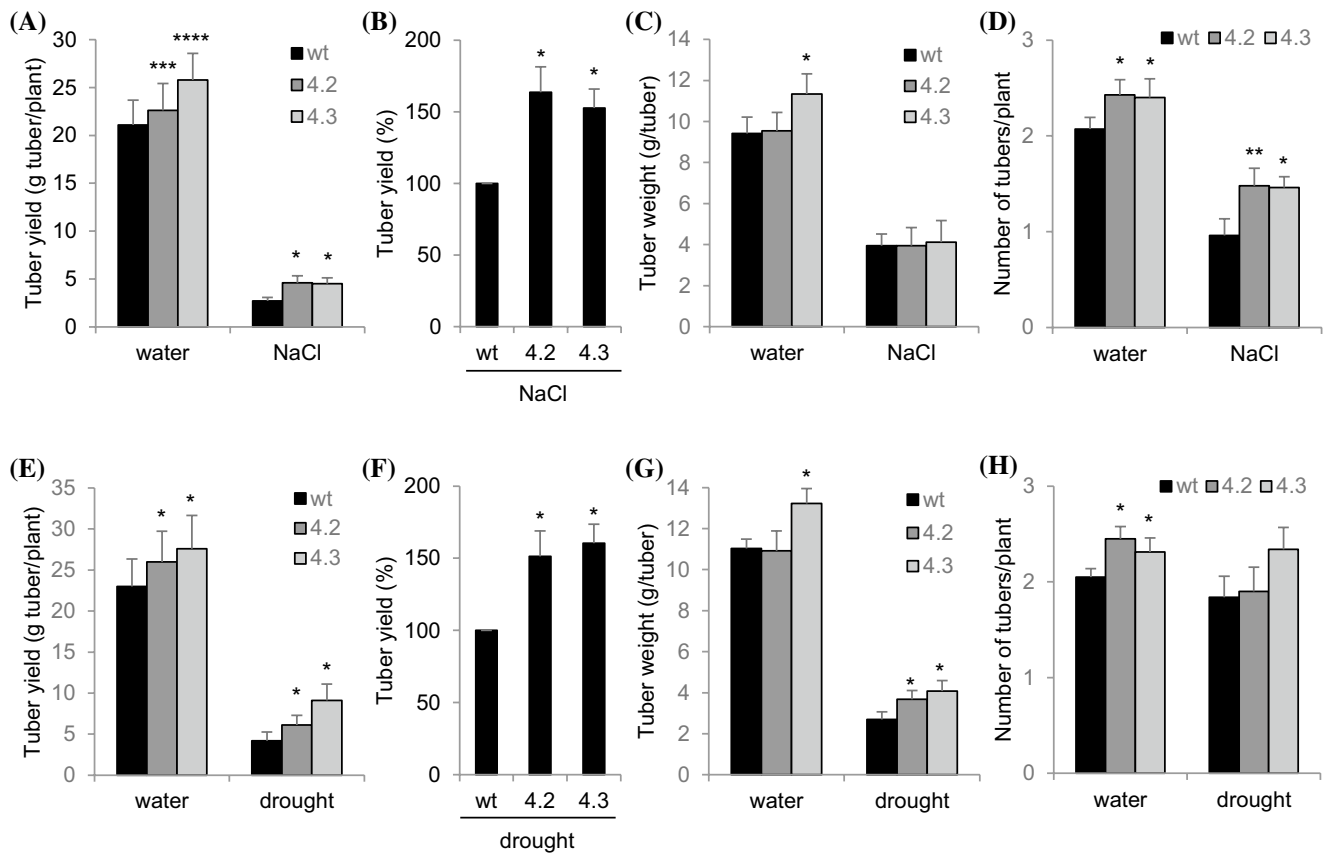 (A)
Tuber yield (g tuber/plant)
30
25
20
15
10
5
0
*** ****
* *
wt
4.2
4.3
water NaCl
(B)
Tuber yield (%)
200
150
100
50
0
* *
wt 4.2 4.3
NaCl
(C)
Tuber weight (g/tuber)
14
12
10
8
6
4
2
0
*
wt
4.2
4.3
water NaCl
(D)
Number of tubers/plant
3
2
1
0
wt 4.2 4.3
* *
** *
water NaCl
(E)
Tuber yield (g tuber/plant)
35
30
25
20
15
10
5
0
* *
* *
wt
4.2
4.3
water drought
(F)
Tuber yield (%)
200
150
100
50
0
* *
wt 4.2 4.3
drought
(G)
Tuber weight (g/tuber)
14
12
10
8
6
4
2
0
*
* *
wt
4.2
4.3
water drought
(H)
Number of tubers/plant
3
2
1
0
wt 4.2 4.3
* *
water drought